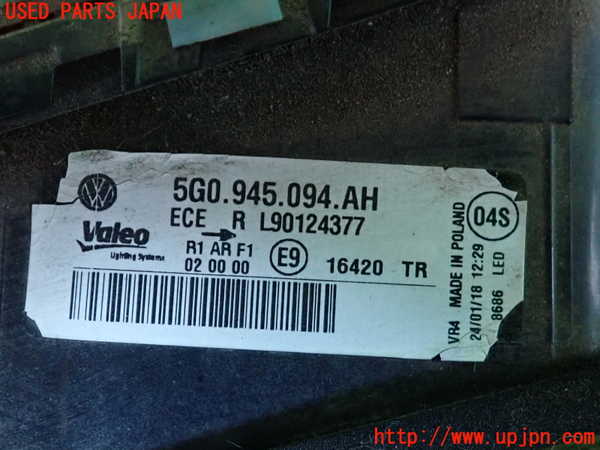 USED PARTS JAPAN
5G0.945.094.AH
ECE R L90124377
Valeo
Lighting Systems
R1 AR F1
02 00 00
E9
16420 TR
04S
VR4 MADE IN POLAND
24/01/18 12:29
8686 LED
http://www.upjpn.com/